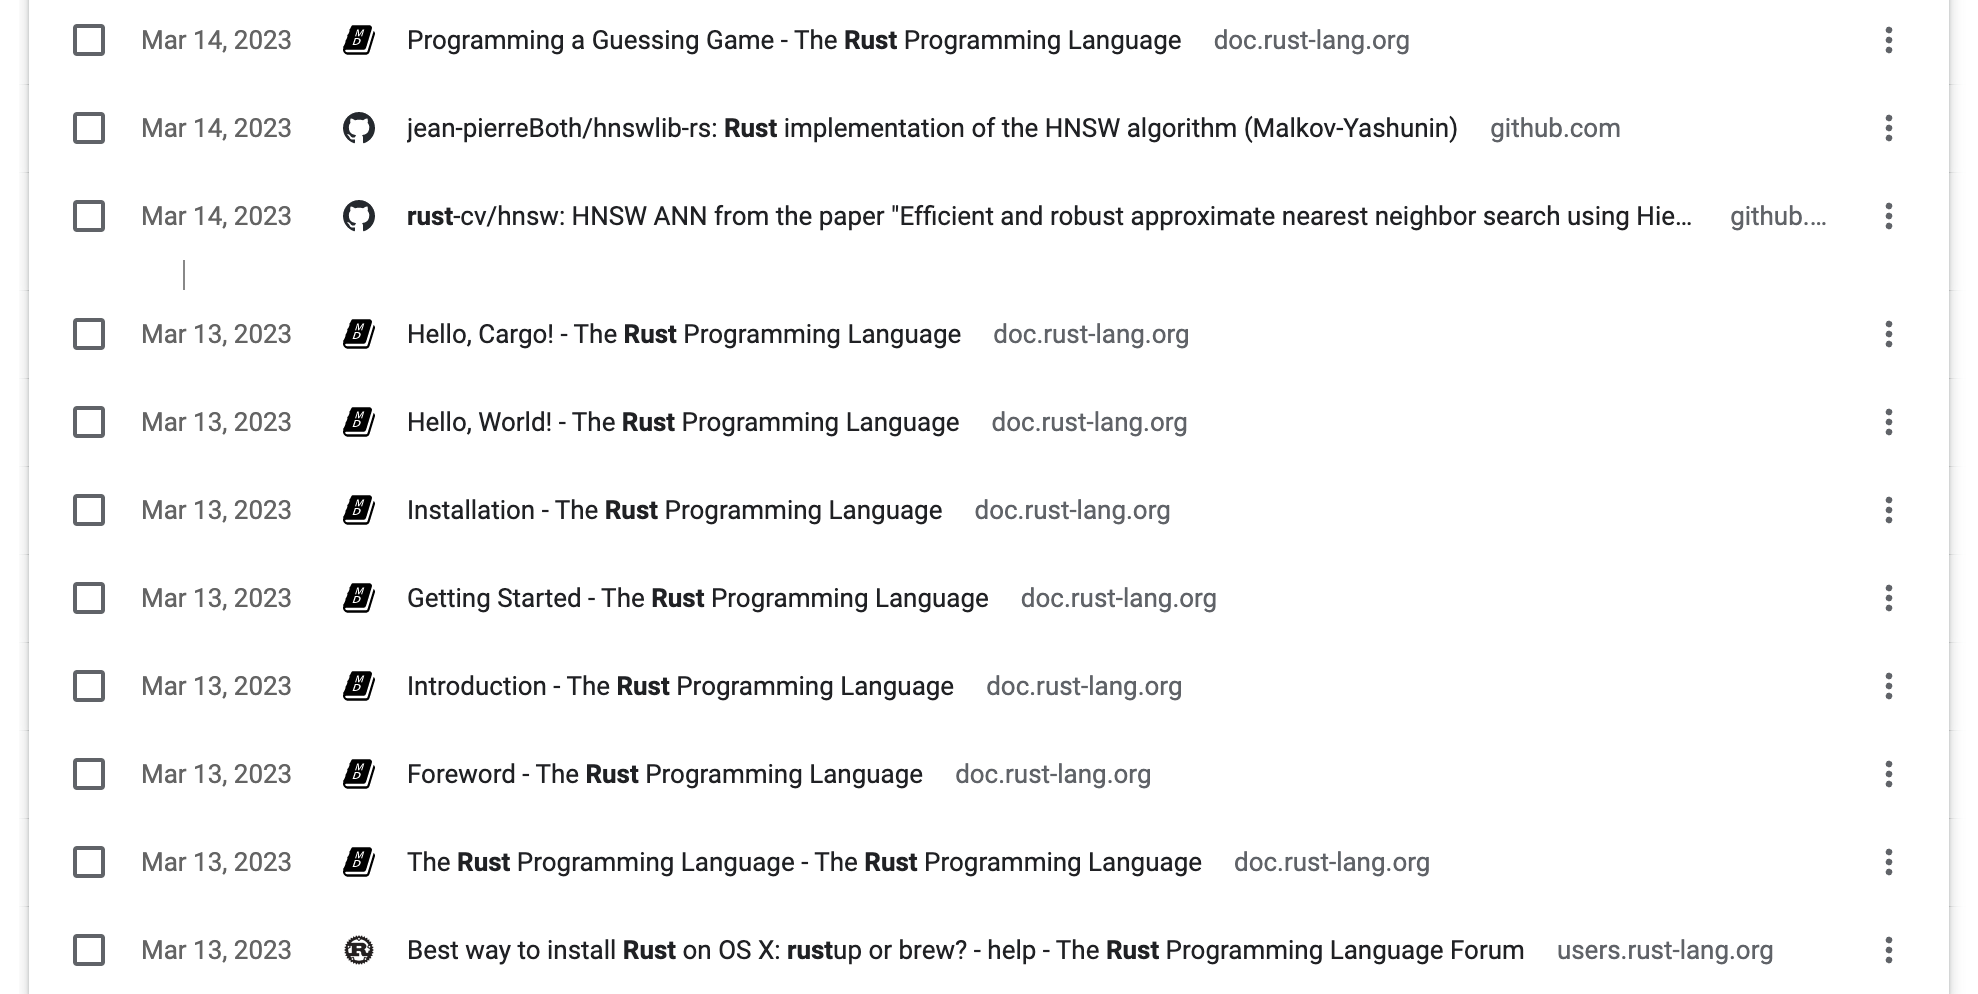 Mar 14, 2023 Programming a Guessing Game - The Rust Programming Language doc.rust-lang.org
Mar 14, 2023 jean-pierreBoth/hnswlib-rs: Rust implementation of the HNSW algorithm (Malkov-Yashunin) github.com
Mar 14, 2023 rust-cv/hnsw: HNSW ANN from the paper "Efficient and robust approximate nearest neighbor search using Hie... github....
Mar 13, 2023 Hello, Cargo! - The Rust Programming Language doc.rust-lang.org
Mar 13, 2023 Hello, World! - The Rust Programming Language doc.rust-lang.org
Mar 13, 2023 Installation - The Rust Programming Language doc.rust-lang.org
Mar 13, 2023 Getting Started - The Rust Programming Language doc.rust-lang.org
Mar 13, 2023 Introduction - The Rust Programming Language doc.rust-lang.org
Mar 13, 2023 Foreword - The Rust Programming Language doc.rust-lang.org
Mar 13, 2023 The Rust Programming Language - The Rust Programming Language doc.rust-lang.org
Mar 13, 2023 Best way to install Rust on OS X: rustup or brew? - help - The Rust Programming Language Forum users.rust-lang.org